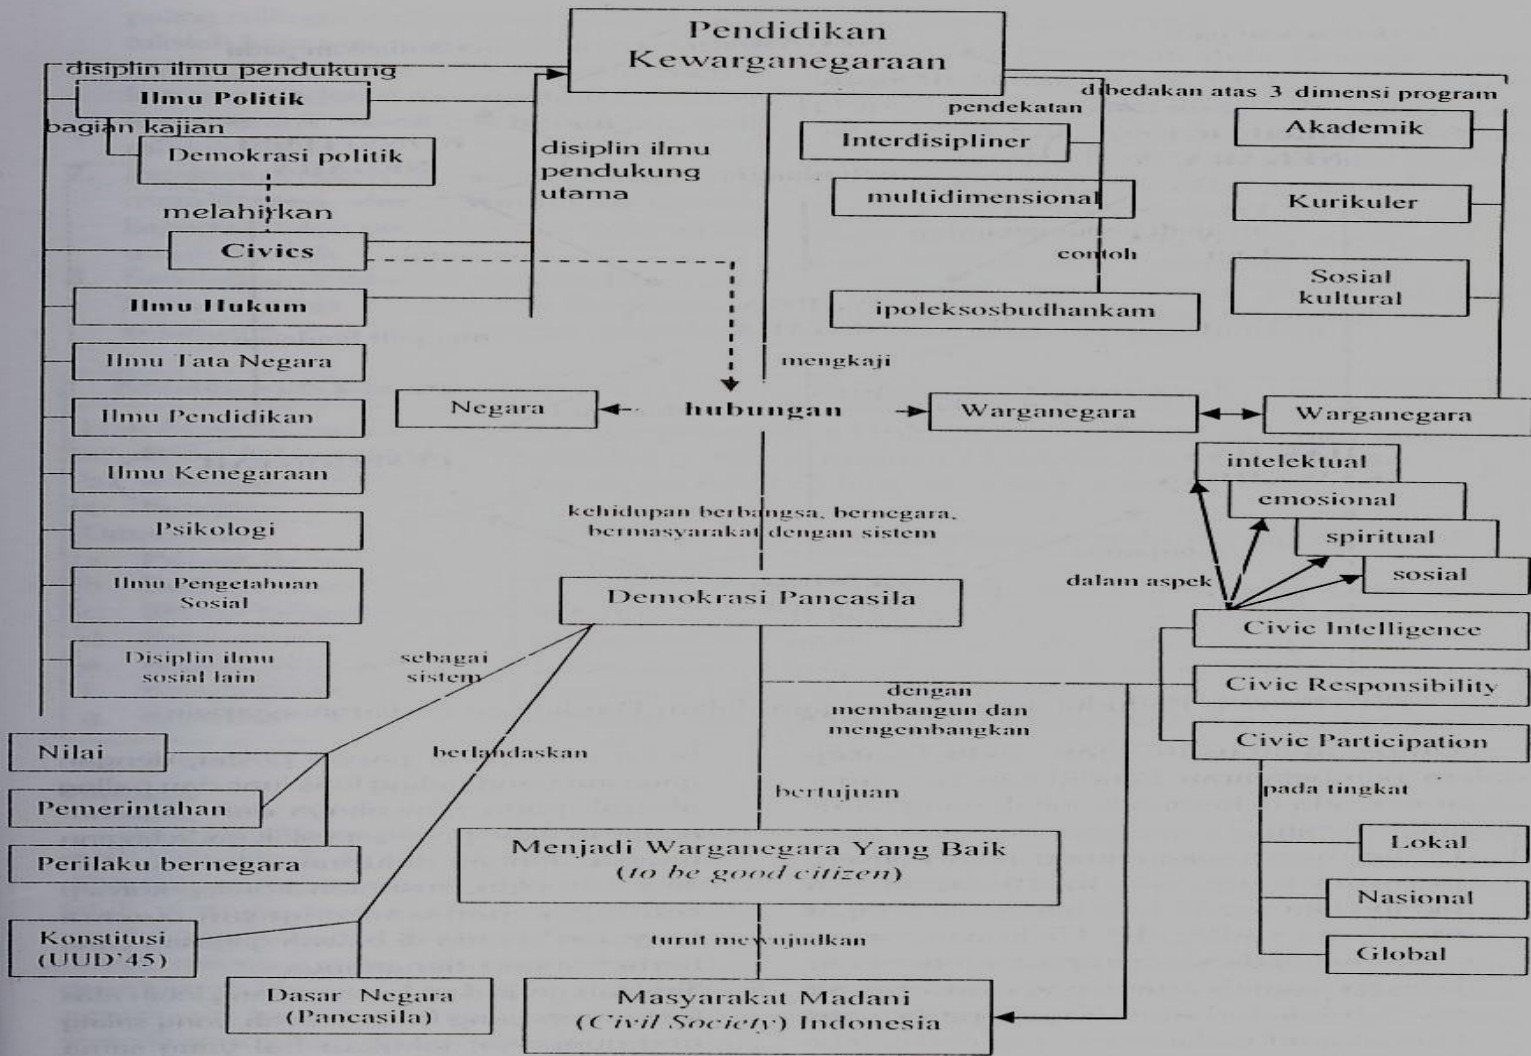 Pendidikan
Kewarganegaraan
disiplin ilmu pendukung
Ilmu Politik
bagian kajian
Demokrasi politik
melahirkan
Civics
Ilmu Hukum
Ilmu Tata Negara
Ilmu Pendidikan
Ilmu Kenegaraan
Psikologi
Ilmu Pengetahuan
Sosial
Disiplin ilmu
sosial lain
disiplin ilmu
pendukung
utama
pendekatan
Interdisipliner
multidimensional
contoh
ipoleksosbudhankam
dibedakan atas 3 dimensi program
Akademik
Kurikuler
Sosial
kultural
mengkaji
Negara
hubungan
Warganegara
Warganegara
kehidupan berbangsa, bernegara,
bermasyarakat dengan sistem
intelektual
emosional
spiritual
sosial
dalam aspek
Demokrasi Pancasila
Civic Intelligence
Civic Responsibility
Civic Participation
sebagai
sistem
dengan
membangun dan
mengembangkan
Nilai
Pemerintahan
Perilaku bernegara
berlandaskan
Konstitusi
(UUD'45)
Dasar Negara
(Pancasila)
bertujuan
Menjadi Warganegara Yang Baik
(to be good citizen)
turut mewujudkan
Masyarakat Madani
(Civil Society) Indonesia
pada tingkat
Lokal
Nasional
Global